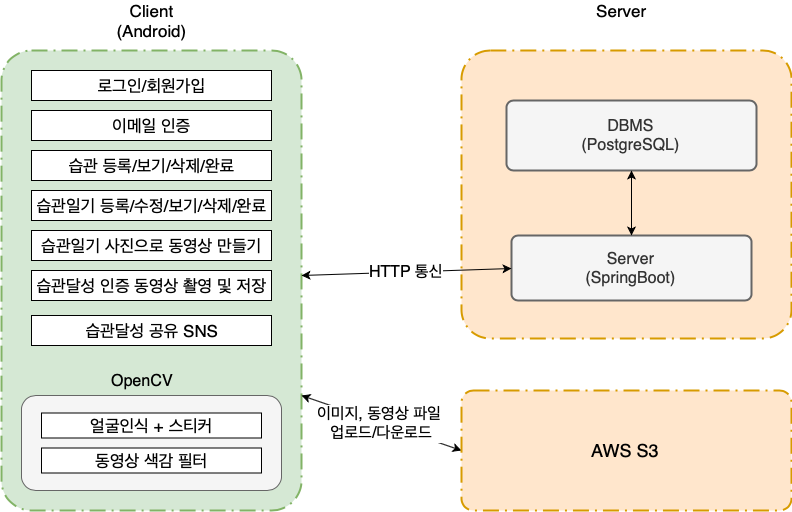 Client
(Android)
로그인/회원가입
이메일 인증
습관 등록/보기/삭제/완료
습관일기 등록/수정/보기/삭제/완료
습관일기 사진으로 동영상 만들기
습관달성 인증 동영상 촬영 및 저장
습관달성 공유 SNS
OpenCV
얼굴인식 + 스티커
동영상 색감 필터
HTTP 통신
이미지, 동영상 파일
업로드/다운로드
Server
DBMS
(PostgreSQL)
Server
(SpringBoot)
AWS S3